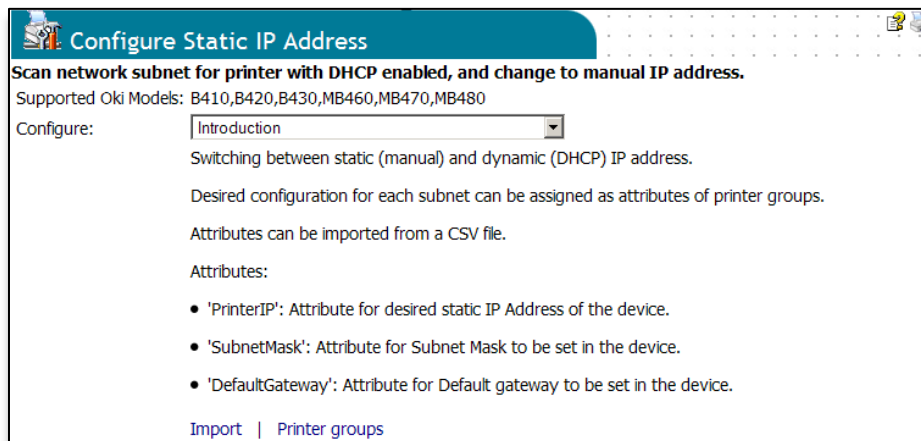 Configure Static IP Address
Scan network subnet for printer with DHCP enabled, and change to manual IP address.
Supported Oki Models: B410,B420,B430,MB460,MB470,MB480
Configure: Introduction
Switching between static (manual) and dynamic (DHCP) IP address.
Desired configuration for each subnet can be assigned as attributes of printer groups.
Attributes can be imported from a CSV file.
Attributes:
• 'PrinterIP': Attribute for desired static IP Address of the device.
• 'SubnetMask': Attribute for Subnet Mask to be set in the device.
• 'DefaultGateway': Attribute for Default gateway to be set in the device.
Import | Printer groups